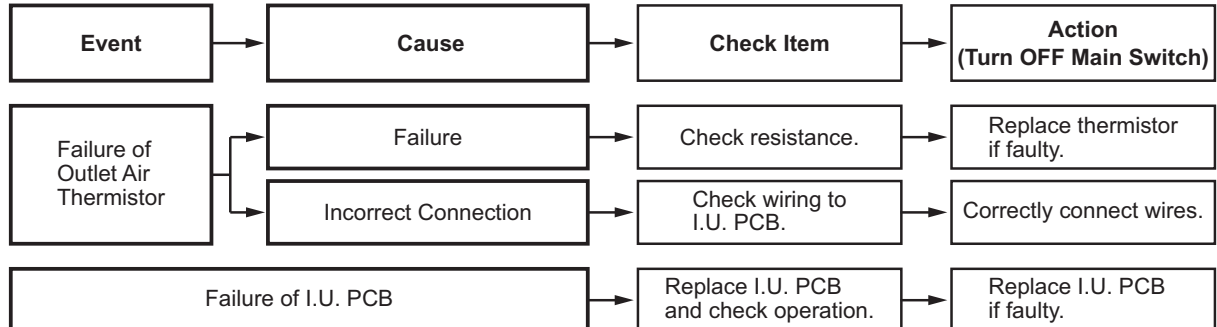 Event
Cause
Check Item
Action
(Turn OFF Main Switch)
Failure of
Outlet Air
Thermistor
Failure
Check resistance.
Replace thermistor
if faulty.
Incorrect Connection
Check wiring to
I.U. PCB.
Correctly connect wires.
Failure of I.U. PCB
Replace I.U. PCB
and check operation.
Replace I.U. PCB
if faulty.